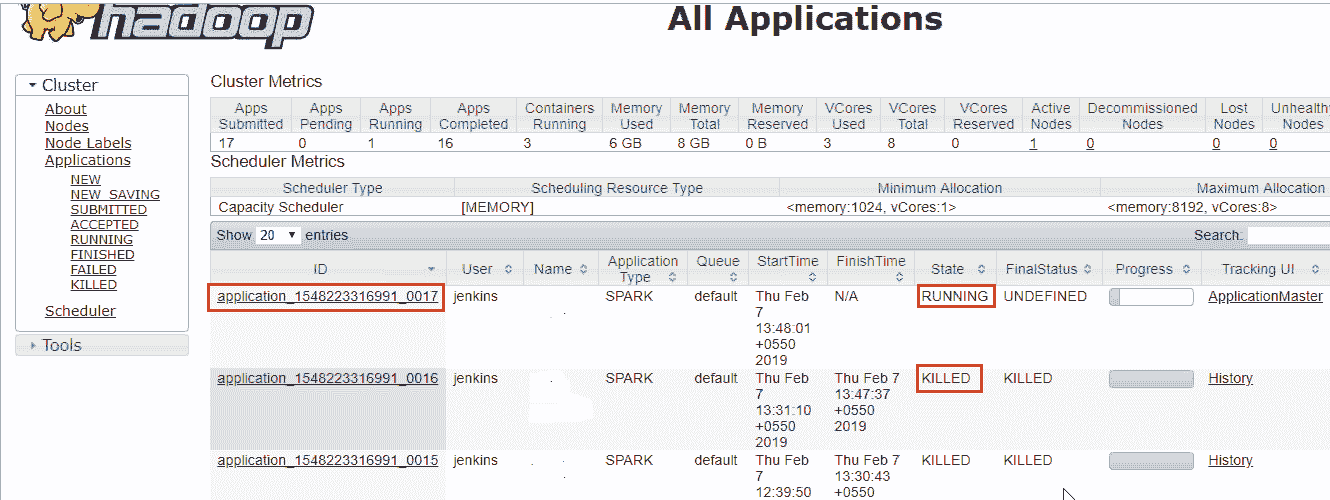 hadoop
All Applications
Cluster
About
Nodes
Node Labels
Applications
NEW
NEW_SAVING
SUBMITTED
ACCEPTED
RUNNING
FINISHED
FAILED
KILLED
Scheduler
Tools
Cluster Metrics
Apps Submitted Apps Pending Apps Running Apps Completed Containers Running Memory Used Memory Total Memory Reserved VCores Used VCores Total VCores Reserved Active Nodes Decommissioned Nodes Lost Nodes Unhealthy Nodes
17 0 1 16 3 6 GB 8 GB 0 B 3 8 0 1 0 0 0
Scheduler Metrics
Scheduler Type Scheduling Resource Type Minimum Allocation Maximum Allocation
Capacity Scheduler [MEMORY] <memory:1024, vCores:1> <memory:8192, vCores:8>
Show 20 entries Search:
ID User Name Application Type Queue StartTime FinishTime State FinalStatus Progress Tracking UI
application_1548223316991_0017 jenkins SPARK default Thu Feb 7 13:48:01 +0550 2019 N/A RUNNING UNDEFINED ApplicationMaster
application_1548223316991_0016 jenkins SPARK default Thu Feb 7 13:31:10 +0550 2019 Thu Feb 7 13:47:37 +0550 2019 KILLED KILLED History
application_1548223316991_0015 jenkins SPARK default Thu Feb 7 12:39:50 Thu Feb 7 13:30:43 +0550 KILLED KILLED History